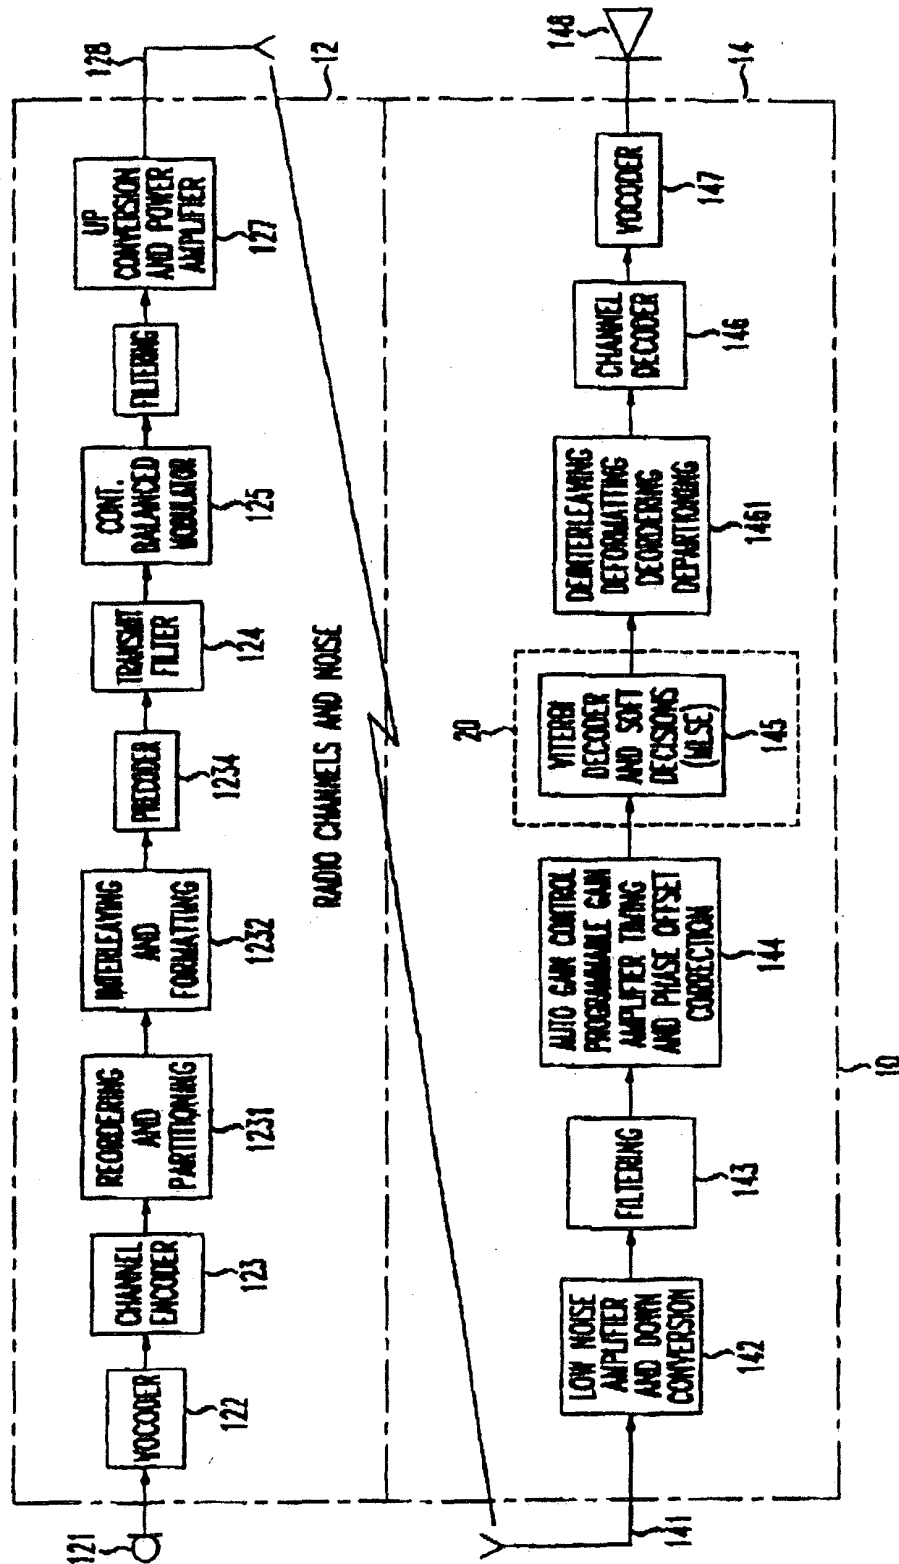 121
VOCODER
122
CHANNEL
ENCODER
123
REORDERING
AND
PARTITIONING
1231
INTERLEAVING
AND
FORMATTING
1232
PRECODER
1234
TRANSMIT
FILTER
124
CONT.
BALANCED
MODULATOR
125
FILTERING
UP
CONVERSION
AND POWER
AMPLIFIER
127
128
12
RADIO CHANNELS AND NOISE
141
LOW NOISE
AMPLIFIER
AND DOWN
CONVERSION
142
FILTERING
143
AUTO GAIN CONTROL
PROGRAMMABLE GAIN
AMPLIFIER TIMING
AND PHASE OFFSET
CORRECTION
144
20
VITERBI
DECODER
AND SOFT
DECISIONS
(MLSE)
145
DEINTERLEAVING
DEFORMATTING
DEORDERING
DEPARTIONING
1461
CHANNEL
DECODER
146
VOCODER
147
148
14
10